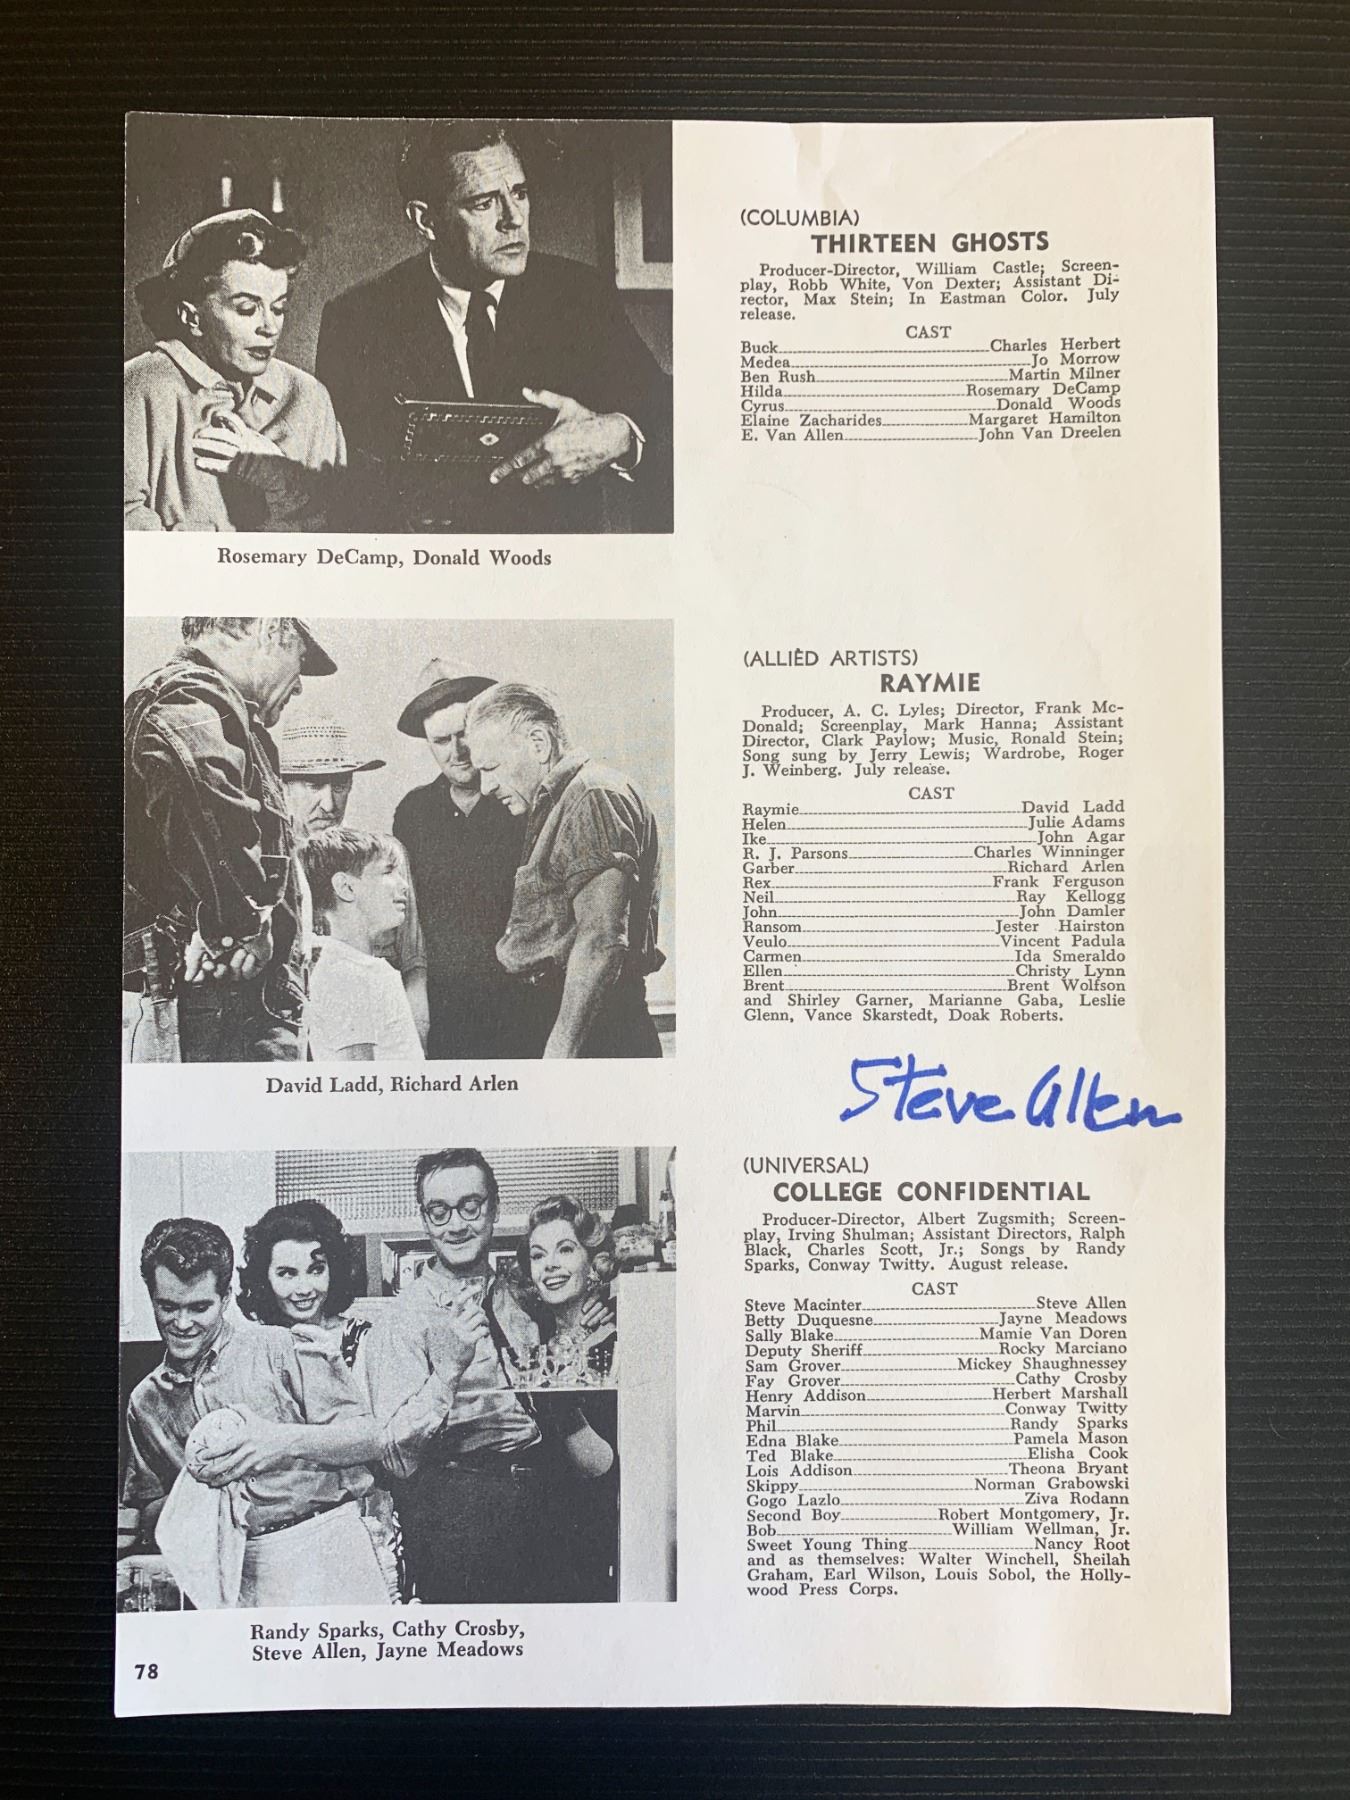 (COLUMBIA)
THIRTEEN GHOSTS
Producer-Director, William Castle; Screen-
play, Robb White, Von Dexter; Assistant Di-
rector, Max Stein; In Eastman Color. July
release.
CAST
Buck Charles Herbert
Medea Jo Morrow
Ben Rush Martin Milner
Hilda Rosemary DeCamp
Cyrus Donald Woods
Elaine Zacharides Margaret Hamilton
E. Van Allen John Van Dreelen
Rosemary DeCamp, Donald Woods
(ALLIED ARTISTS)
RAYMIE
Producer, A. C. Lyles; Director, Frank Mc-
Donald; Screenplay, Mark Hanna; Assistant
Director, Clark Paylow; Music, Ronald Stein;
Song sung by Jerry Lewis; Wardrobe, Roger
J. Weinberg. July release.
CAST
Raymie David Ladd
Helen Julie Adams
Ike John Agar
R. J. Parsons Charles Winninger
Garber Richard Arlen
Rex Frank Ferguson
Neil Ray Kellogg
John John Damler
Ransom Jester Hairston
Veulo Vincent Padula
Carmen Ida Smeraldo
Ellen Christy Lynn
Brent Brent Wolfson
and Shirley Garner, Marianne Gaba, Leslie
Glenn, Vance Skarstedt, Doak Roberts.
David Ladd, Richard Arlen
Steve Allen
(UNIVERSAL)
COLLEGE CONFIDENTIAL
Producer-Director, Albert Zugsmith; Screen-
play, Irving Shulman; Assistant Directors, Ralph
Black, Charles Scott, Jr.; Songs by Randy
Sparks, Conway Twitty. August release.
CAST
Steve Macinter Steve Allen
Betty Duquesne Jayne Meadows
Sally Blake Mamie Van Doren
Deputy Sheriff Rocky Marciano
Sam Grover Mickey Shaughnessey
Fay Grover Cathy Crosby
Henry Addison Herbert Marshall
Marvin Conway Twitty
Phil Randy Sparks
Edna Blake Pamela Mason
Ted Blake Elisha Cook
Lois Addison Theona Bryant
Skippy Norman Grabowski
Gogo Lazlo Ziva Rodann
Second Boy Robert Montgomery, Jr.
Bob William Wellman, Jr.
Sweet Young Thing Nancy Root
and as themselves: Walter Winchell, Sheilah
Graham, Earl Wilson, Louis Sobol, the Holly-
wood Press Corps.
Randy Sparks, Cathy Crosby,
Steve Allen, Jayne Meadows
78